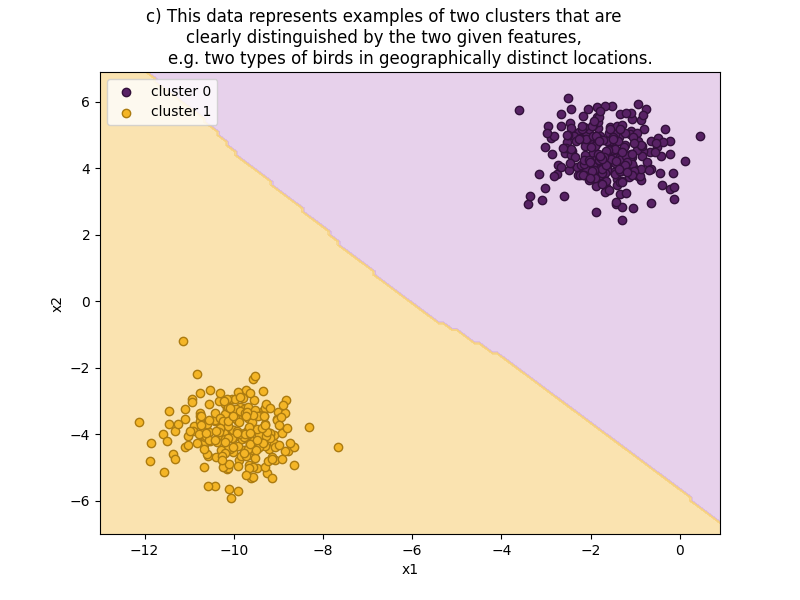 c) This data represents examples of two clusters that are
clearly distinguished by the two given features,
e.g. two types of birds in geographically distinct locations.
cluster 0
cluster 1
6
4
2
0
−2
−4
−6
x2
−12
−10
−8
−6
−4
−2
0
x1